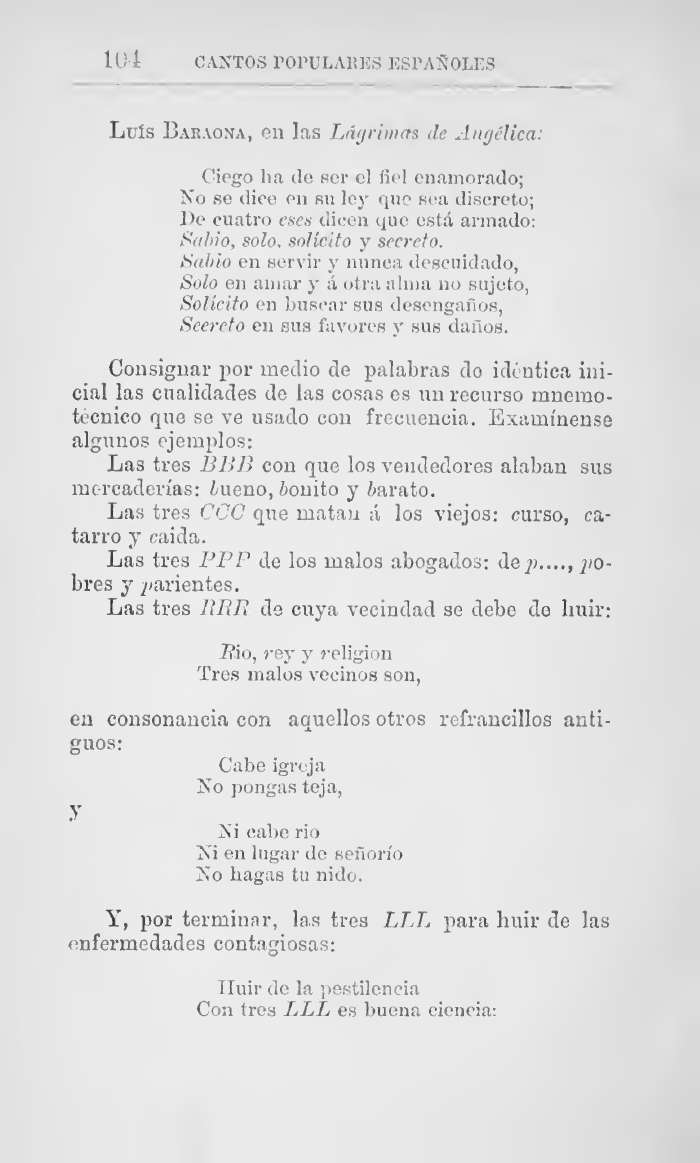 104 CANTOS POPULARES ESPAÑOLES
Luís Baraona, en las Lágrimas de Angélica:
Ciego ha de ser el fiel enamorado;
No se dice en su ley que sea discreto;
De cuatro eses dicen que está armado:
Sabio, solo, solícito y secreto.
Sabio en servir y nunca descuidado,
Solo en amar y á otra alma no sujeto,
Solícito en buscar sus desengaños,
Secreto en sus favores y sus daños.
Consignar por medio de palabras de idéntica ini-
cial las cualidades de las cosas es un recurso mnemo-
técnico que se ve usado con frecuencia. Examínense
algunos ejemplos:
Las tres BBB con que los vendedores alaban sus
mercaderías: bueno, bonito y barato.
Las tres CCC que matan á los viejos: curso, ca-
tarro y caida.
Las tres PPP de los malos abogados: de p...., po-
bres y parientes.
Las tres RRR de cuya vecindad se debe de huir:
Rio, rey y religion
Tres malos vecinos son,
en consonancia con aquellos otros refrancillos anti-
guos:
Cabe igreja
No pongas teja,
y
Ni cabe rio
Ni en lugar de señorío
No hagas tu nido.
Y, por terminar, las tres LLL para huir de las
enfermedades contagiosas:
Huir de la pestilencia
Con tres LLL es buena ciencia: